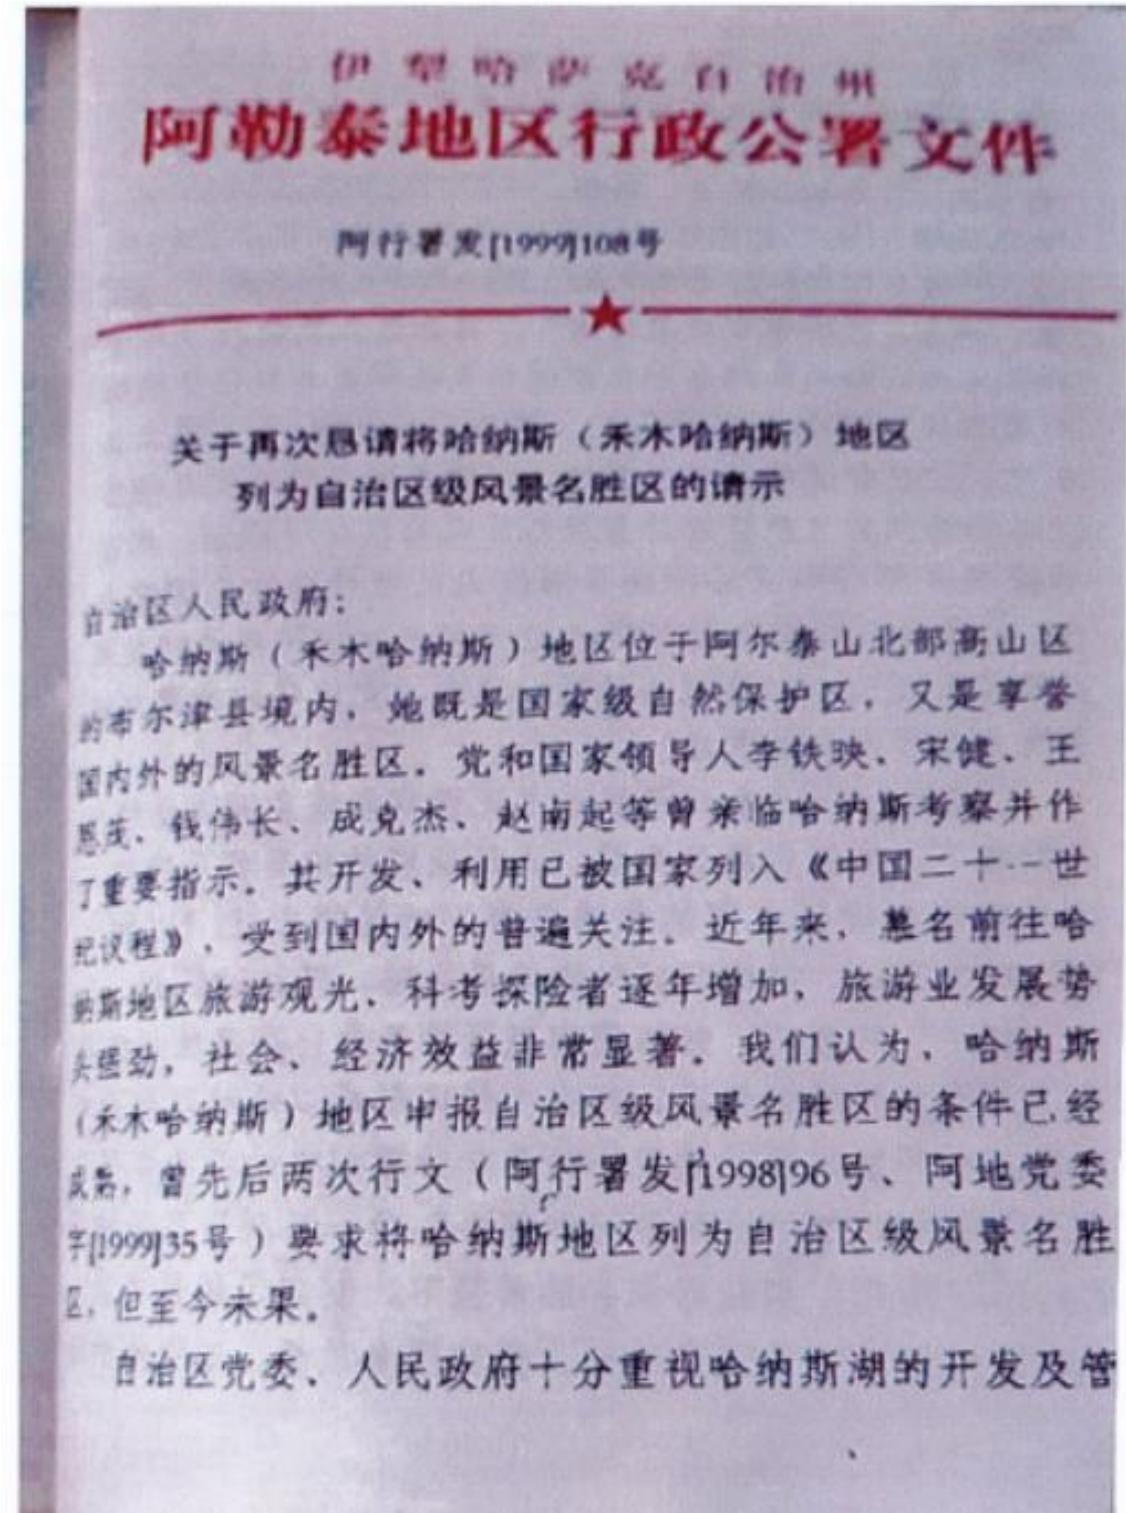 伊犁哈萨克自治州
阿勒泰地区行政公署文件
阿行署发[1999]108号
关于再次恳请将哈纳斯（禾木哈纳斯）地区
列为自治区级风景名胜区的请示
自治区人民政府：
哈纳斯（禾木哈纳斯）地区位于阿尔泰山北部高山区
的布尔津县境内，她既是国家级自然保护区，又是享誉
国内外的风景名胜区。党和国家领导人李铁映、宋健、王
恩茂、钱伟长、成克杰、赵南起等曾亲临哈纳斯考察并作
了重要指示。其开发、利用已被国家列入《中国二十一世
纪议程》，受到国内外的普遍关注。近年来，慕名前往哈
纳斯地区旅游观光、科考探险者逐年增加，旅游业发展势
头强劲，社会、经济效益非常显著。我们认为，哈纳斯
（禾木哈纳斯）地区申报自治区级风景名胜区的条件已经
成熟，曾先后两次行文（阿行署发[1998]96号、阿地党委
字[1999]35号）要求将哈纳斯地区列为自治区级风景名胜
区，但至今未果。
自治区党委、人民政府十分重视哈纳斯湖的开发及管